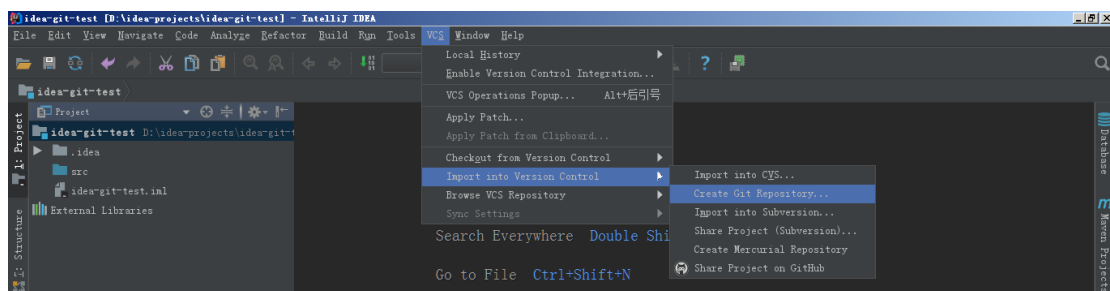 idea-git-test [D:\idea-projects\idea-git-test] - IntelliJ IDEA
File Edit View Navigate Code Analyze Refactor Build Run Tools VCS Window Help
Local History
Enable Version Control Integration...
VCS Operations Popup... Alt+后引号
Apply Patch...
Apply Patch from Clipboard...
Checkout from Version Control
Import into Version Control
Browse VCS Repository
Sync Settings
Import into CVS...
Create Git Repository...
Import into Subversion...
Share Project (Subversion)...
Create Mercurial Repository
Share Project on GitHub
idea-git-test
Project
idea-git-test D:\idea-projects\idea-git-t
.idea
src
idea-git-test.iml
External Libraries
1: Project
Structure
Search Everywhere Double Shi
Go to File Ctrl+Shift+N
Database
Maven Projects